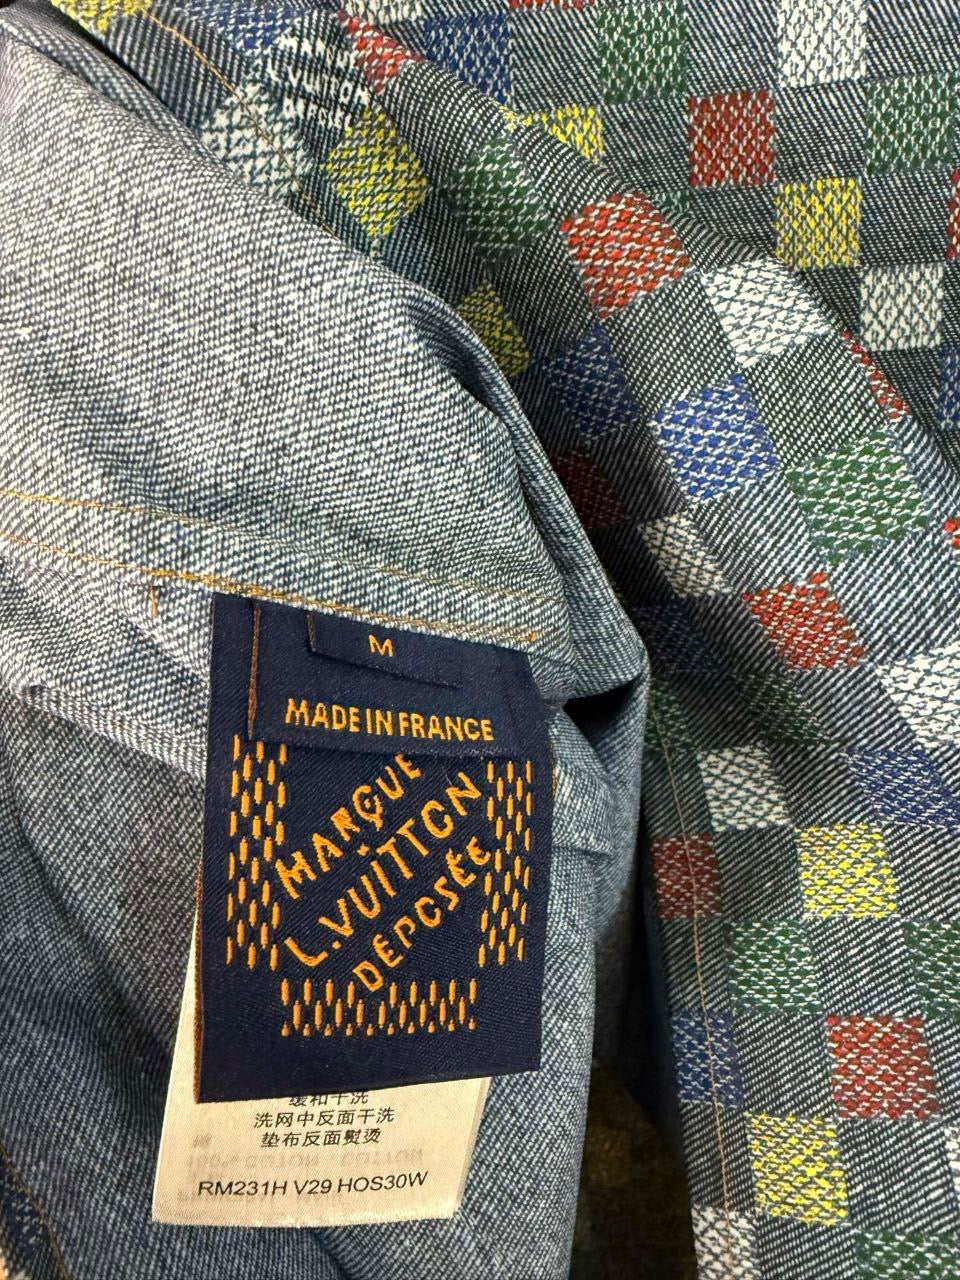 L.VUITTON
M
MADE IN FRANCE
MARQUE
L.VUITTON
DÉPOSÉE
缓和干洗
洗网中反面干洗
垫布反面熨烫
RM231H V29 HOS30W